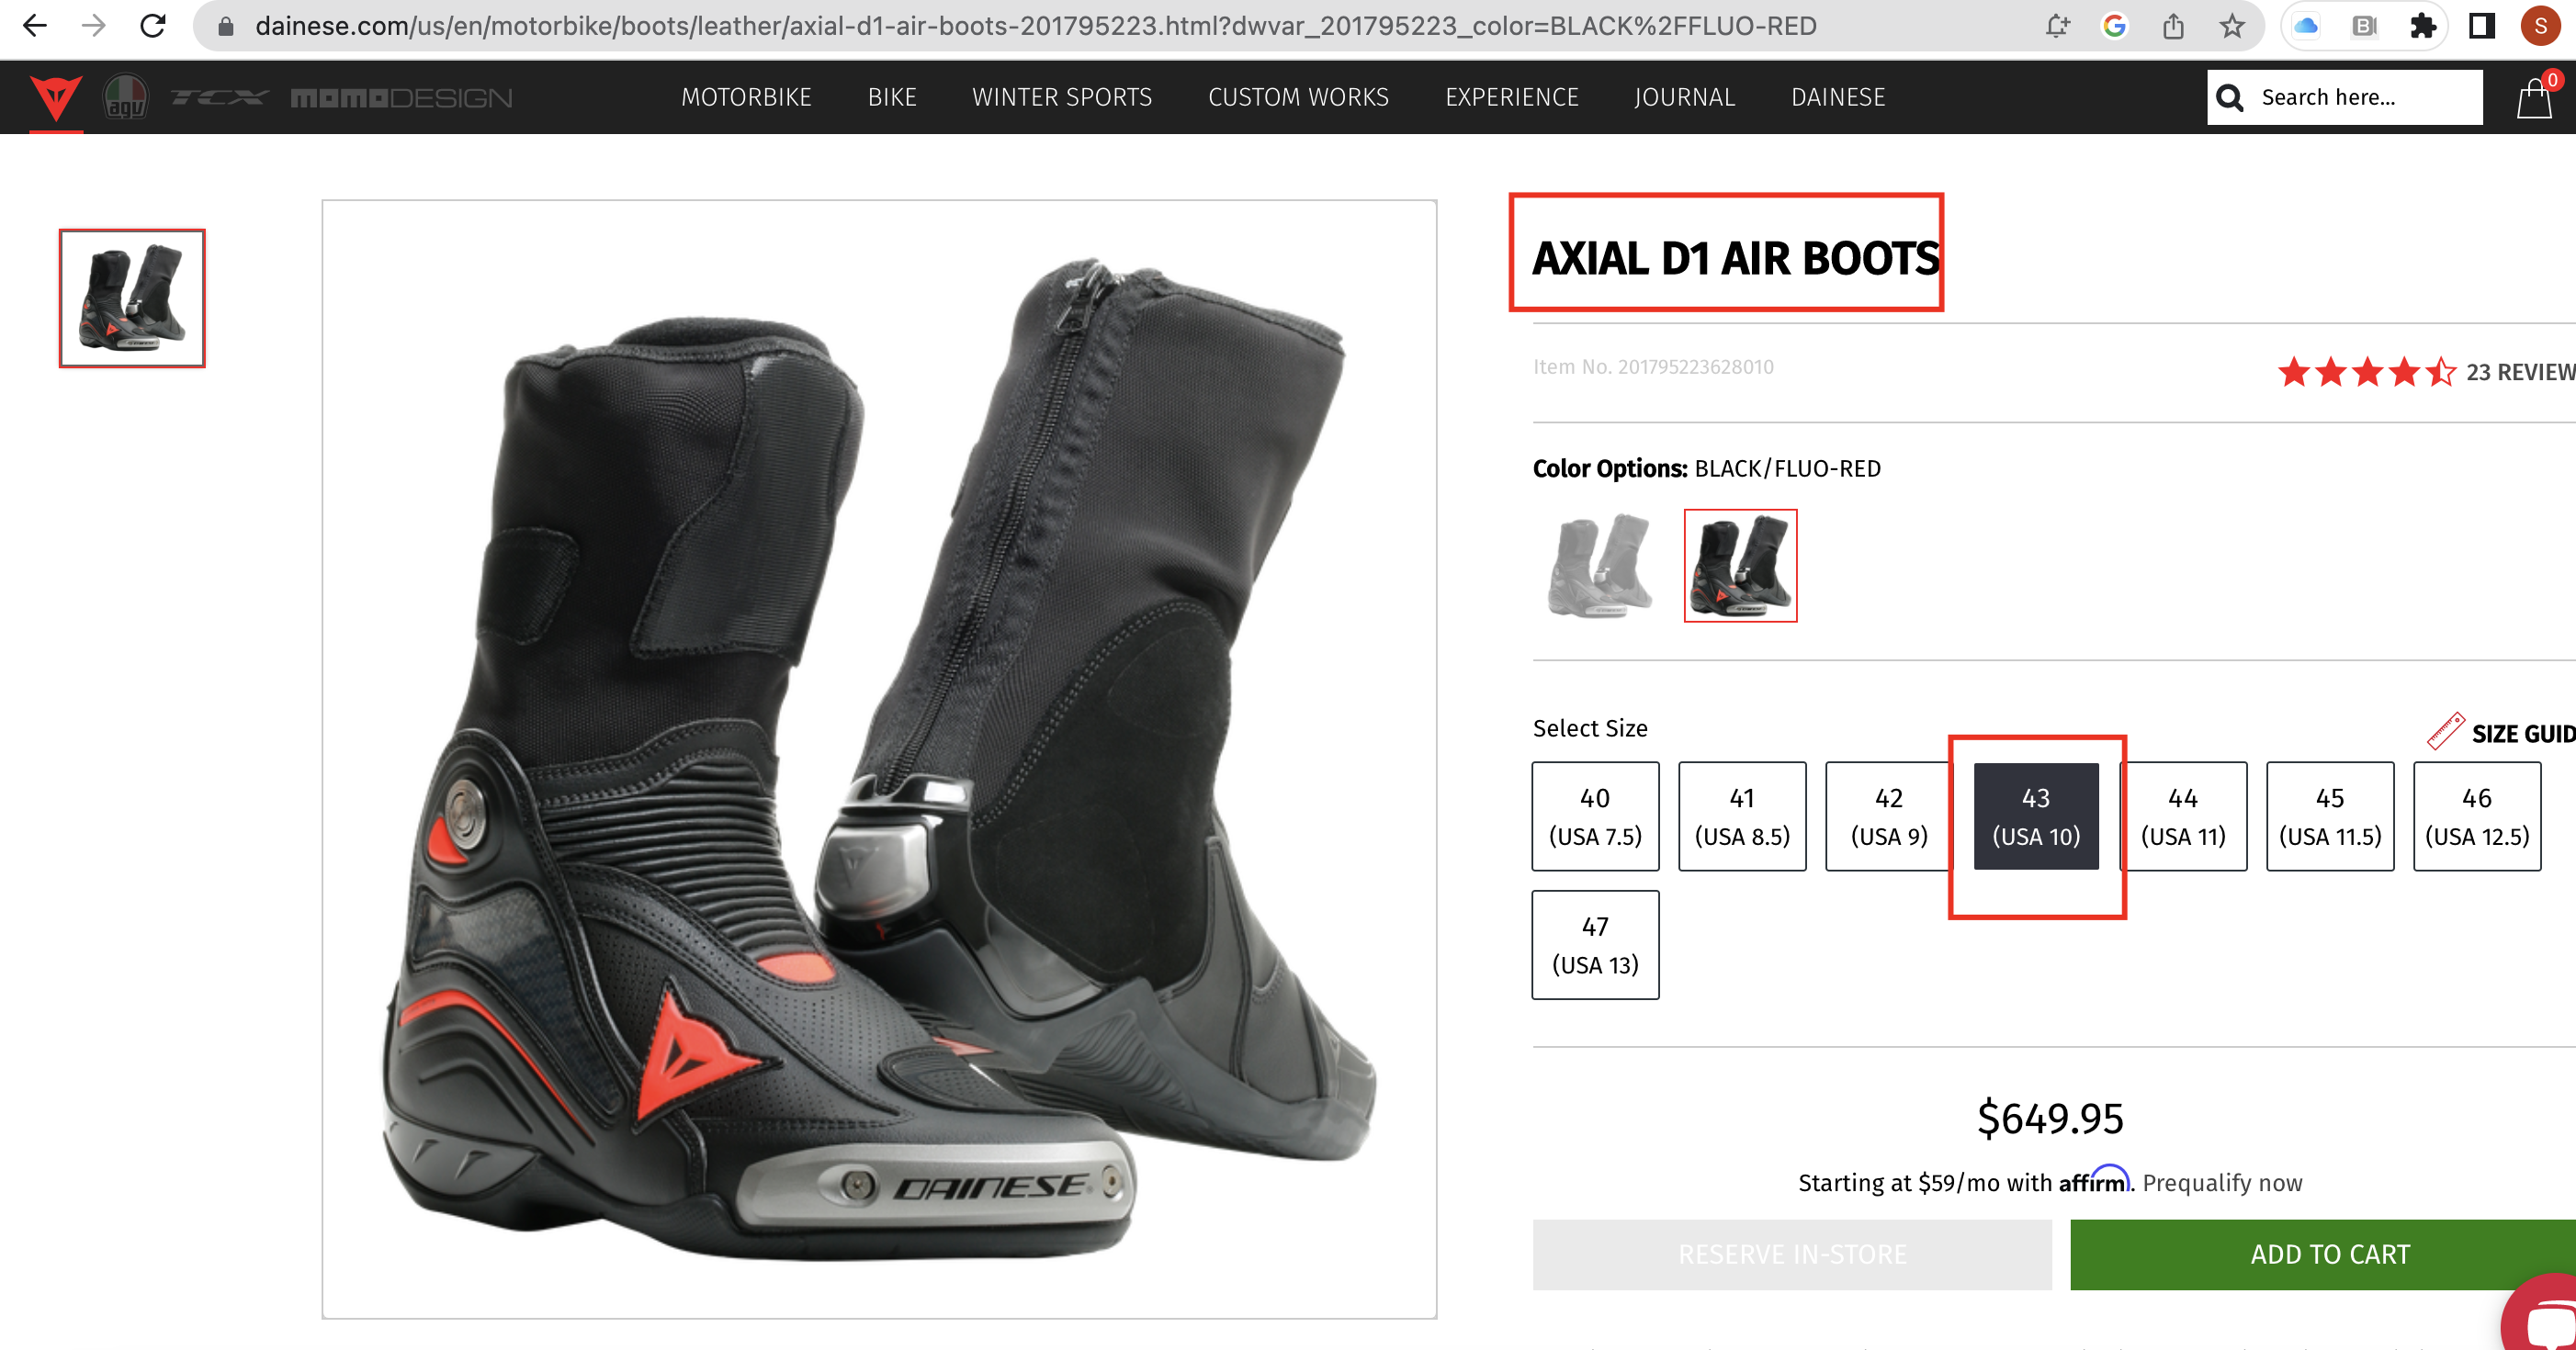 dainese.com/us/en/motorbike/boots/leather/axial-d1-air-boots-201795223.html?dwvar_201795223_color=BLACK%2FFLUO-RED
S
agv TCX MOMODESIGN MOTORBIKE BIKE WINTER SPORTS CUSTOM WORKS EXPERIENCE JOURNAL DAINESE Search here... 0
AXIAL D1 AIR BOOTS
Item No. 201795223628010
23 REVIEW
Color Options: BLACK/FLUO-RED
Select Size
SIZE GUID
40
(USA 7.5)
41
(USA 8.5)
42
(USA 9)
43
(USA 10)
44
(USA 11)
45
(USA 11.5)
46
(USA 12.5)
47
(USA 13)
$649.95
Starting at $59/mo with affirm. Prequalify now
RESERVE IN-STORE
ADD TO CART
DAINESE